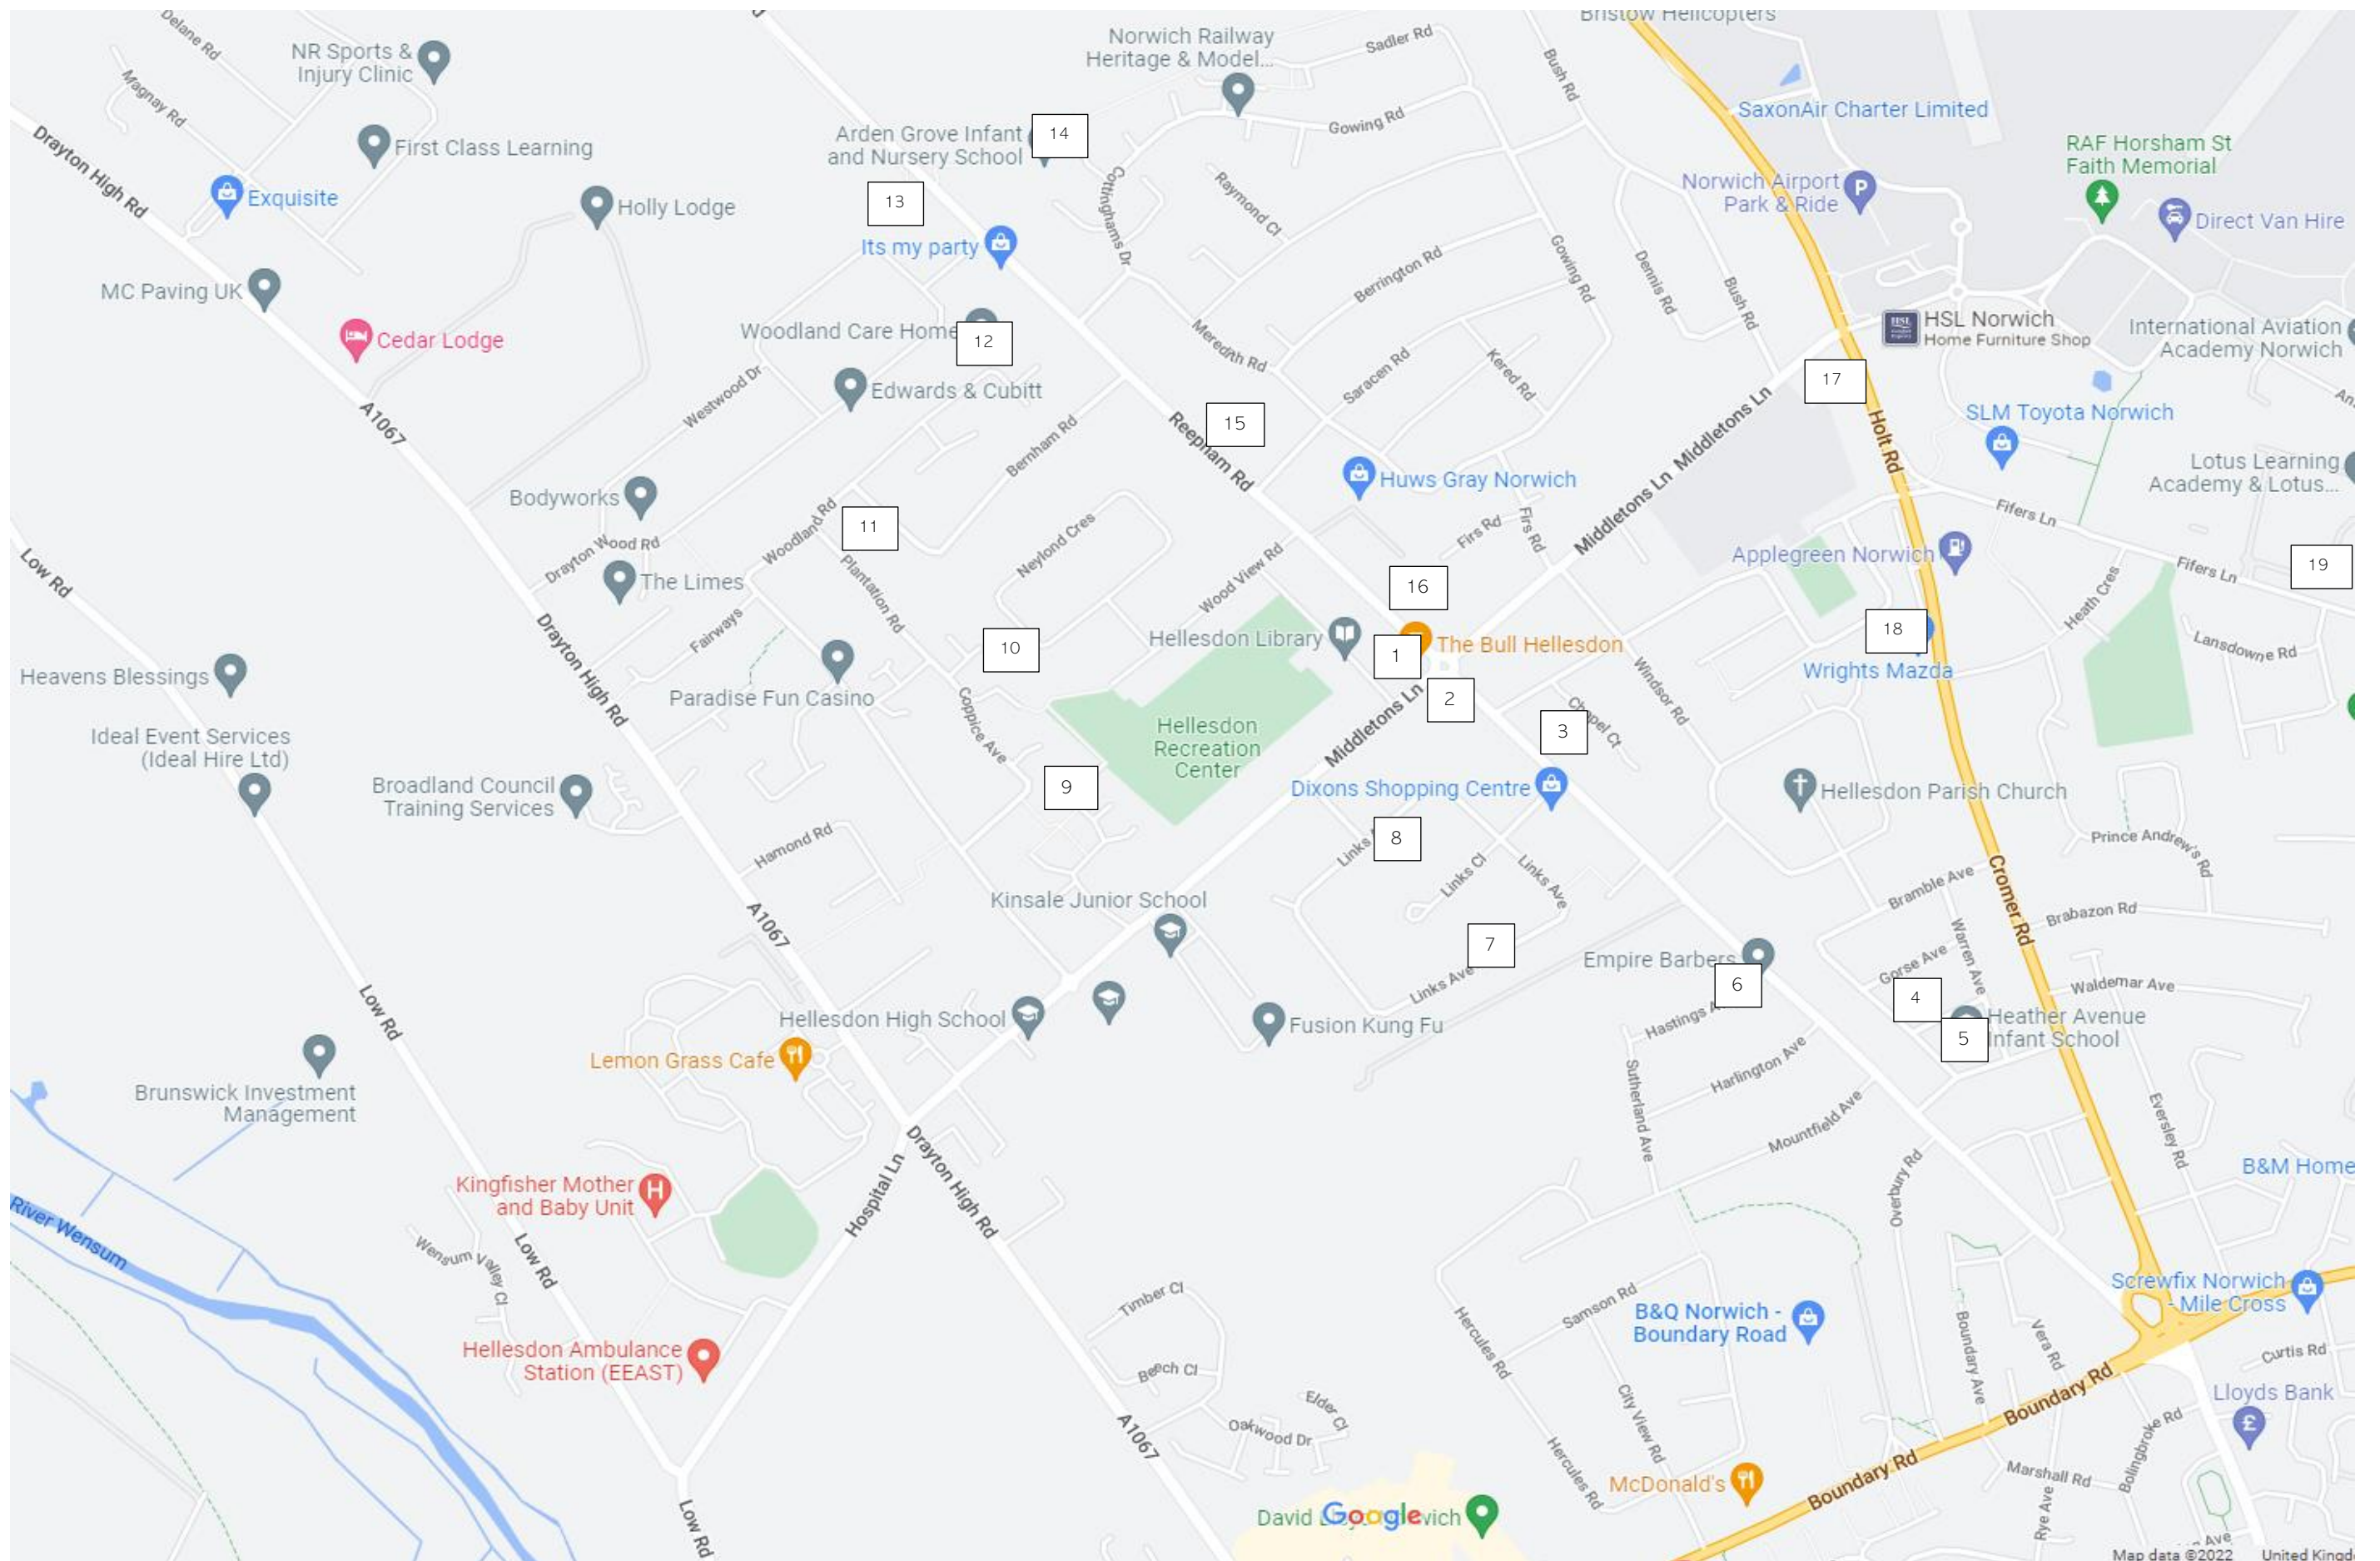 Delane Rd
NR Sports &
Injury Clinic
Magnay Rd
Drayton High Rd
First Class Learning
Exquisite
Holly Lodge
MC Paving UK
Cedar Lodge
A1067
Norwich Railway
Heritage & Model...
Sadler Rd
Bush Rd
Bristow Helicopters
Gowing Rd
Arden Grove Infant
and Nursery School
14
13
Cottinghams Dr
Raymond Cl
Its my party
SaxonAir Charter Limited
RAF Horsham St
Faith Memorial
Norwich Airport
Park & Ride
P
Direct Van Hire
Berrington Rd
Gowing Rd
Dennis Rd
Bush Rd
HSL
HSL Norwich
Home Furniture Shop
International Aviation
Academy Norwich
Woodland Care Home
12
Meredith Rd
Saracen Rd
Kered Rd
Westwood Dr
Edwards & Cubitt
17
Middletons Ln
Middletons Ln
Holt Rd
SLM Toyota Norwich
Reepham Rd
15
Bernham Rd
Huws Gray Norwich
Lotus Learning
Academy & Lotus...
Bodyworks
Woodland Rd
11
Neylond Cres
Firs Rd
Firs Rd
Fifers Ln
Drayton Wood Rd
The Limes
Low Rd
Plantation Rd
Wood View Rd
16
Applegreen Norwich
Fifers Ln
19
Heath Cres
Drayton High Rd
Fairways
10
Hellesdon Library
1
The Bull Hellesdon
18
Wrights Mazda
Lansdowne Rd
Heavens Blessings
Paradise Fun Casino
Coppice Ave
Middletons Ln
2
Windsor Rd
Chapel Ct
3
Ideal Event Services
(Ideal Hire Ltd)
Hellesdon
Recreation
Center
Broadland Council
Training Services
9
Dixons Shopping Centre
Hellesdon Parish Church
Hamond Rd
Links
8
Links Cl
Links Ave
Prince Andrew's Rd
Cromer Rd
Bramble Ave
Brabazon Rd
A1067
Kinsale Junior School
7
Links Ave
Empire Barbers
6
Hastings A
Gorse Ave
Warren Ave
4
Waldemar Ave
Low Rd
Hellesdon High School
Fusion Kung Fu
5
Heather Avenue
Infant School
Lemon Grass Cafe
Sutherland Ave
Harlington Ave
Brunswick Investment
Management
Mountfield Ave
Eversley Rd
Drayton High Rd
Hospital Ln
Overbury Rd
B&M Home
Kingfisher Mother
and Baby Unit
H
River Wensum
Wensum Valley Cl
Low Rd
Timber Cl
Hercules Rd
Samson Rd
B&Q Norwich -
Boundary Road
Screwfix Norwich
- Mile Cross
Hellesdon Ambulance
Station (EEAST)
Beech Cl
Elder Cl
Oakwood Dr
Boundary Ave
Vera Rd
Curtis Rd
City View Rd
A1067
Boundary Rd
Lloyds Bank
£
Hercules Rd
McDonald's
Boundary Rd
Marshall Rd
Bolingbroke Rd
Rye Ave
Low Rd
David
Google
Ave
Map data ©2022
United Kingd